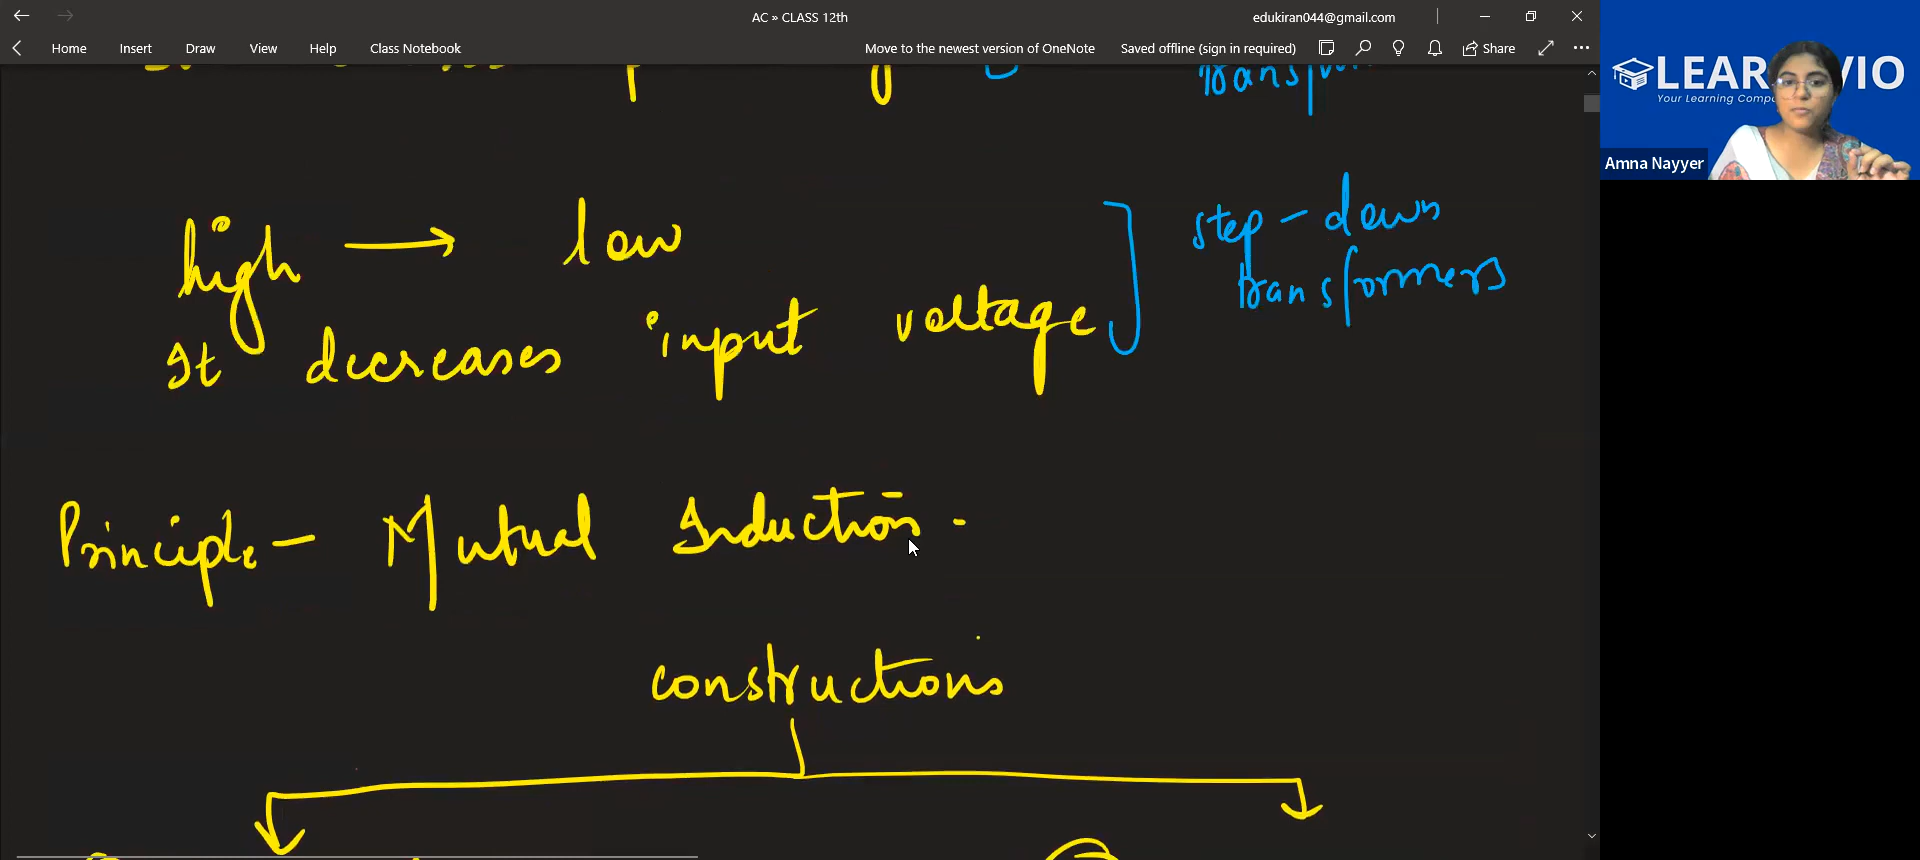 AC » CLASS 12th
edukiran044@gmail.com
Home Insert Draw View Help Class Notebook
Move to the newest version of OneNote Saved offline (sign in required) Share
high → low
It decreases input voltage
step - down
transformers
Principle - Mutual Induction -
constructions
Your Learning Comp
Amna Nayyer